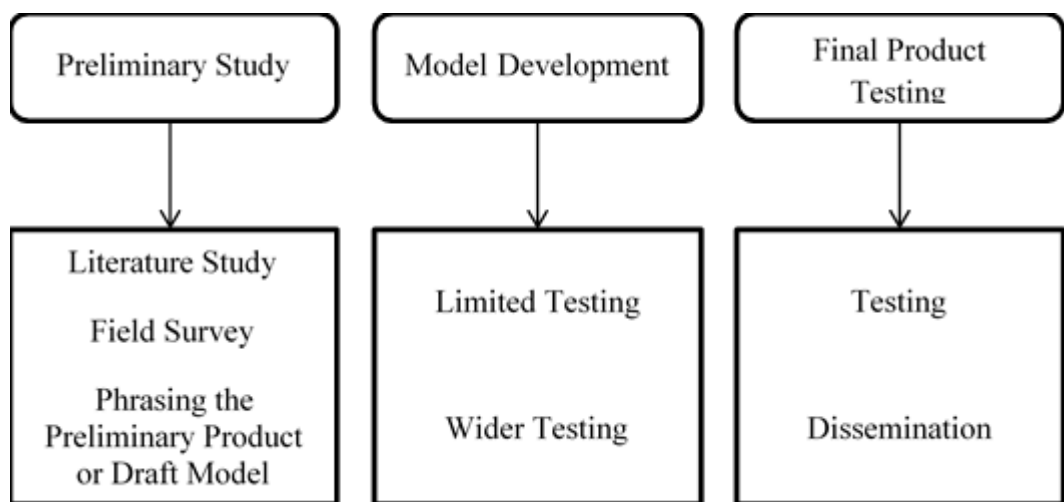 Preliminary Study
Model Development
Final Product
Testing
Literature Study
Field Survey
Phrasing the
Preliminary Product
or Draft Model
Limited Testing
Wider Testing
Testing
Dissemination